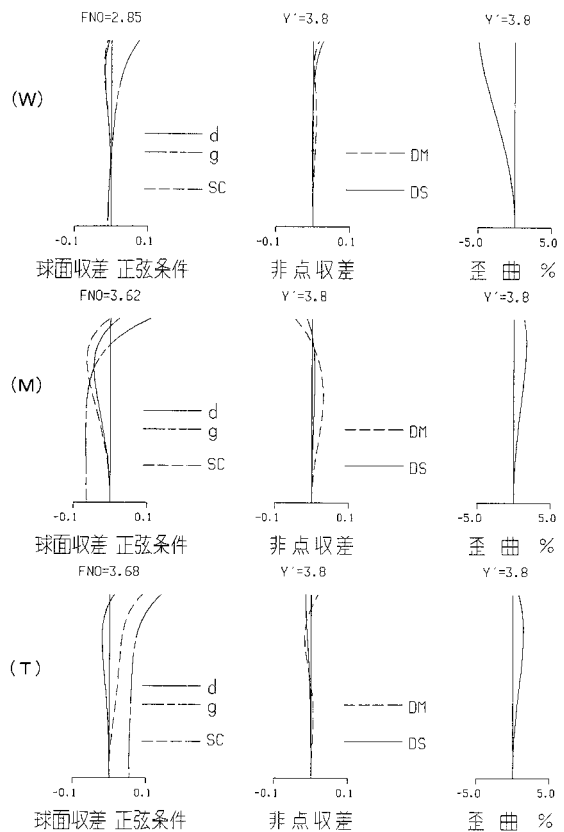 FNO=2.85 Y'=3.8 Y'=3.8
(W)
d
g
SC
DM
DS
-0.1 0.1 -0.1 0.1 -5.0 5.0
球面収差 正弦条件 非点収差 歪曲 %
FNO=3.62 Y'=3.8 Y'=3.8
(M)
d
g
SC
DM
DS
-0.1 0.1 -0.1 0.1 -5.0 5.0
球面収差 正弦条件 非点収差 歪曲 %
FNO=3.68 Y'=3.8 Y'=3.8
(T)
d
g
SC
DM
DS
-0.1 0.1 -0.1 0.1 -5.0 5.0
球面収差 正弦条件 非点収差 歪曲 %